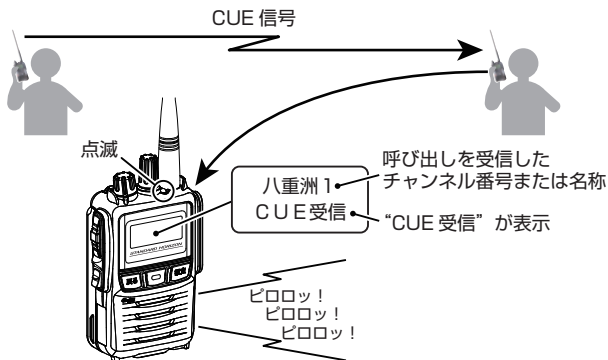 CUE 信号
点滅
八重洲1
CUE受信
呼び出しを受信した
チャンネル番号または名称
“CUE 受信” が表示
STANDARD HORIZON
ピロロッ！
ピロロッ！
ピロロッ！